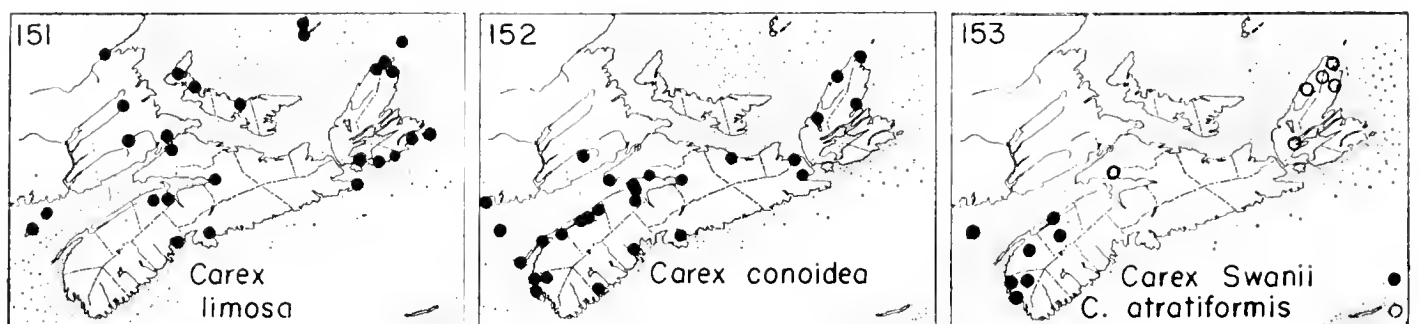 151
Carex
limosa
152
Carex conoidea
153
Carex Swanii
C. atratiformis